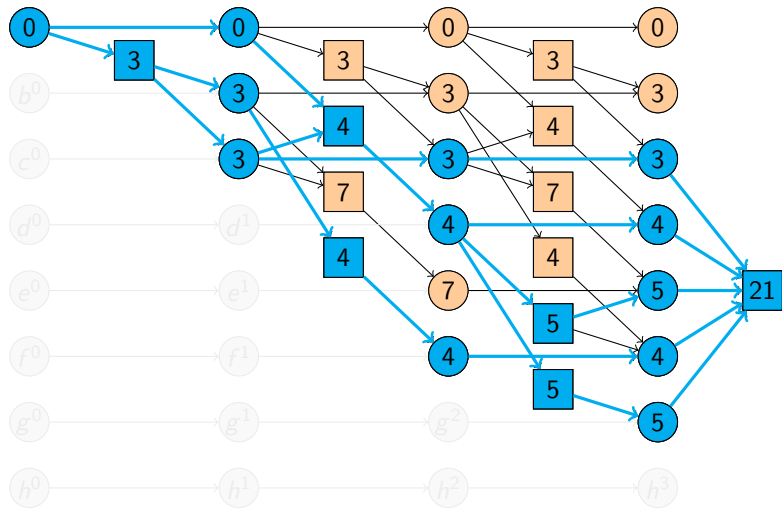 0 0 0 0
3 3 3
b⁰ 3 3 3
4 4
c⁰ 3 3 3
7 7
d⁰ d¹ 4 4
4 4
e⁰ e¹ 7 5 21
5
f⁰ f¹ 4 4
5
g⁰ g¹ g² 5
h⁰ h¹ h² h³